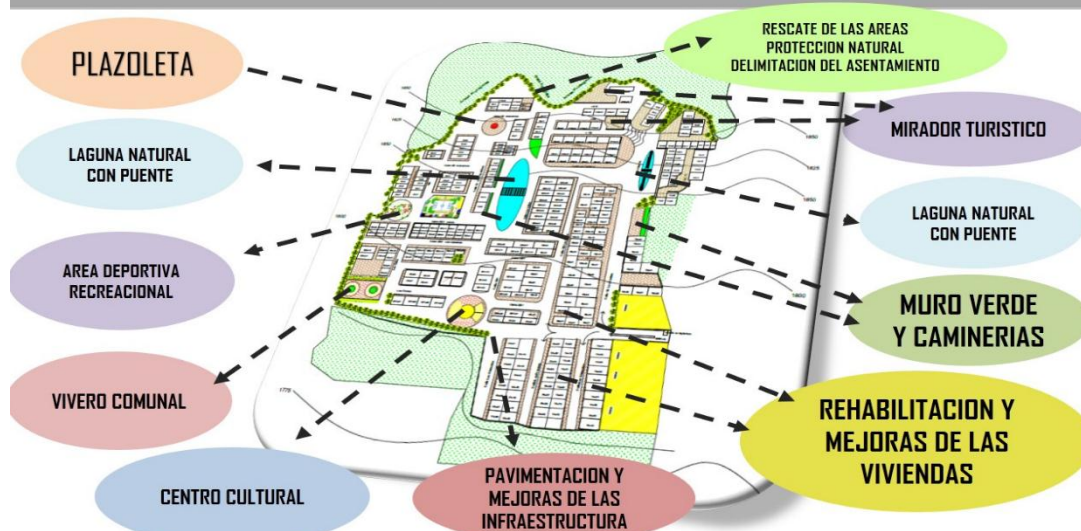 PLAZOLETA
RESCATE DE LAS AREAS
PROTECCION NATURAL
DELIMITACION DEL ASENTAMIENTO
LAGUNA NATURAL
CON PUENTE
MIRADOR TURISTICO
AREA DEPORTIVA
RECREACIONAL
LAGUNA NATURAL
CON PUENTE
MURO VERDE
Y CAMINERIAS
VIVERO COMUNAL
REHABILITACION Y
MEJORAS DE LAS
VIVIENDAS
CENTRO CULTURAL
PAVIMENTACION Y
MEJORAS DE LAS
INFRAESTRUCTURA
1775